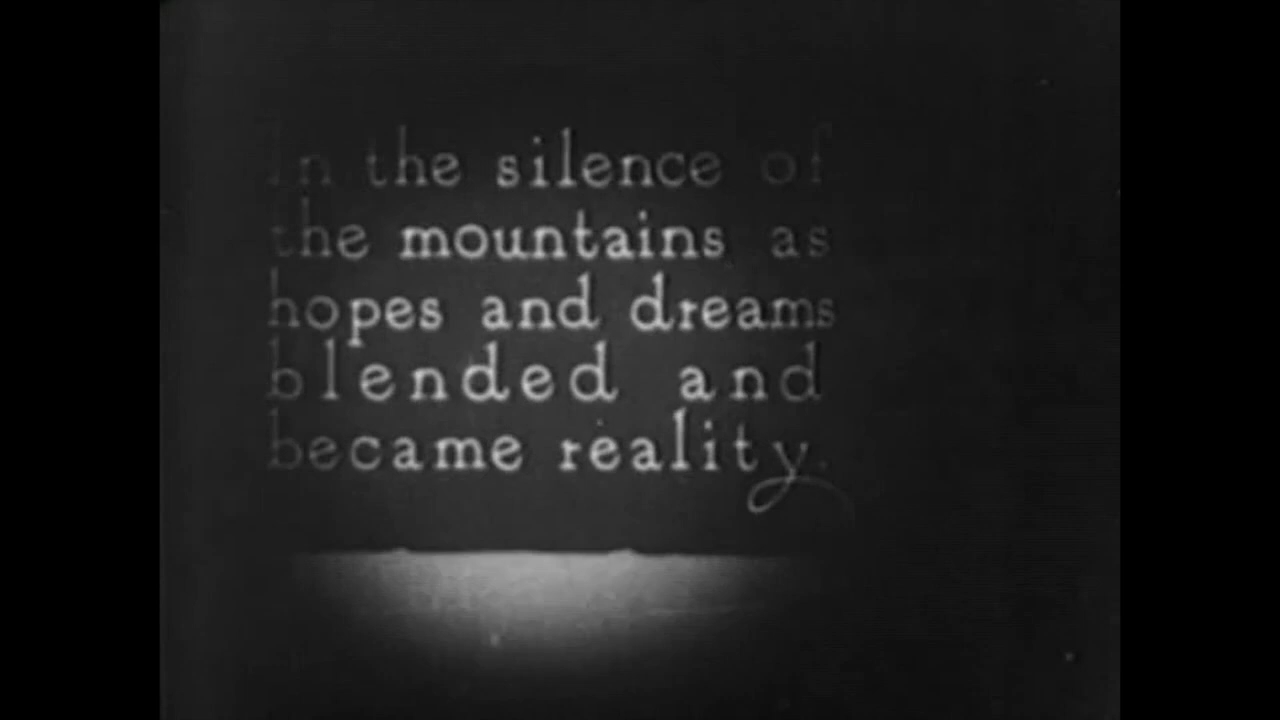 In the silence of
the mountains as
hopes and dreams
blended and
became reality.